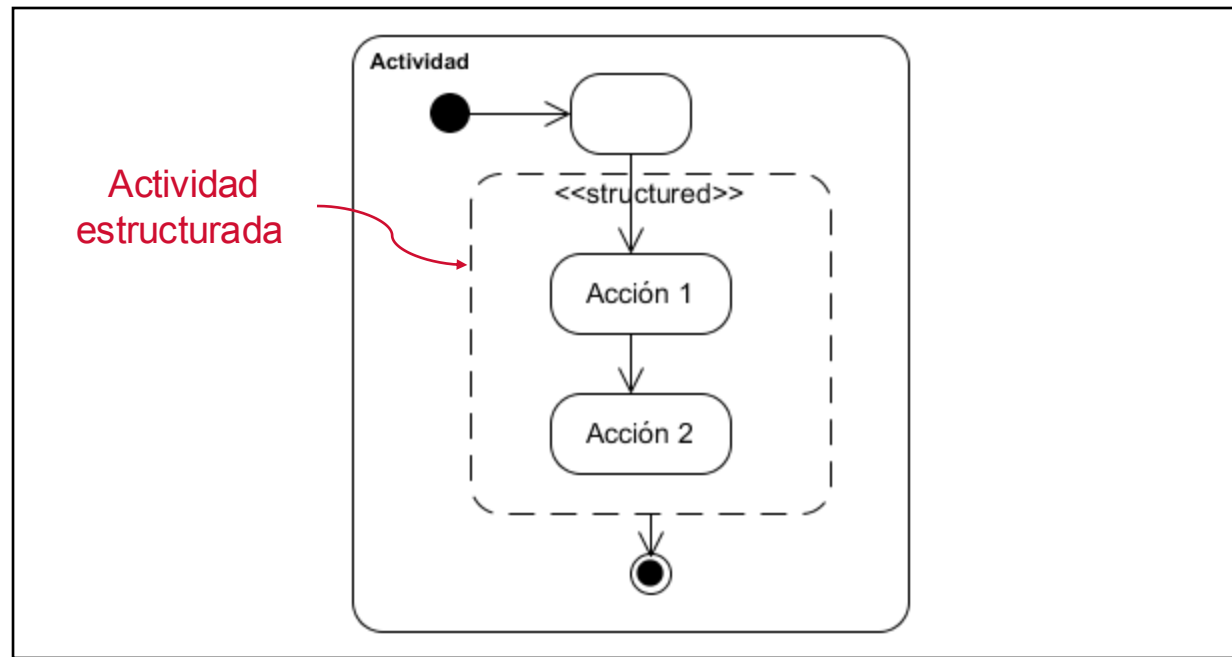 Actividad
Actividad
estructurada
<<structured>>
Acción 1
Acción 2